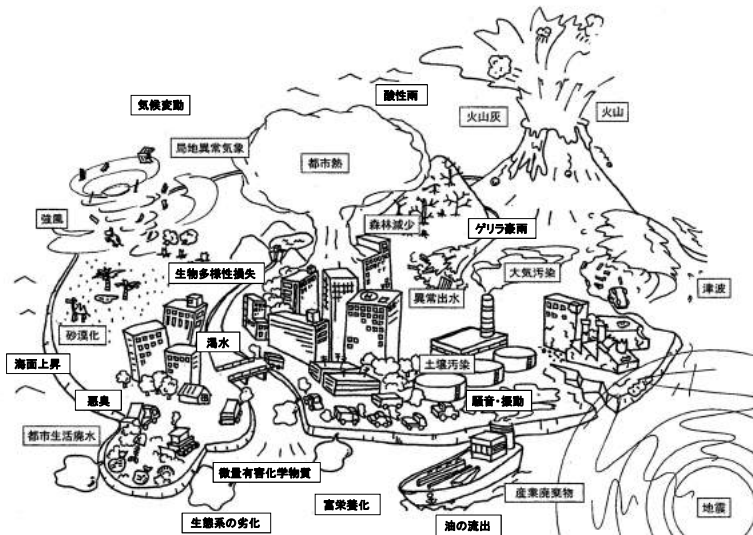 気候変動
酸性雨
火山灰
火山
局地異常気象
都市熱
強風
森林減少
ゲリラ豪雨
生物多様性損失
大気汚染
異常出水
津波
砂漠化
渇水
海面上昇
土壌汚染
悪臭
騒音・振動
都市生活廃水
微量有害化学物質
産業廃棄物
富栄養化
地震
生態系の劣化
油の流出